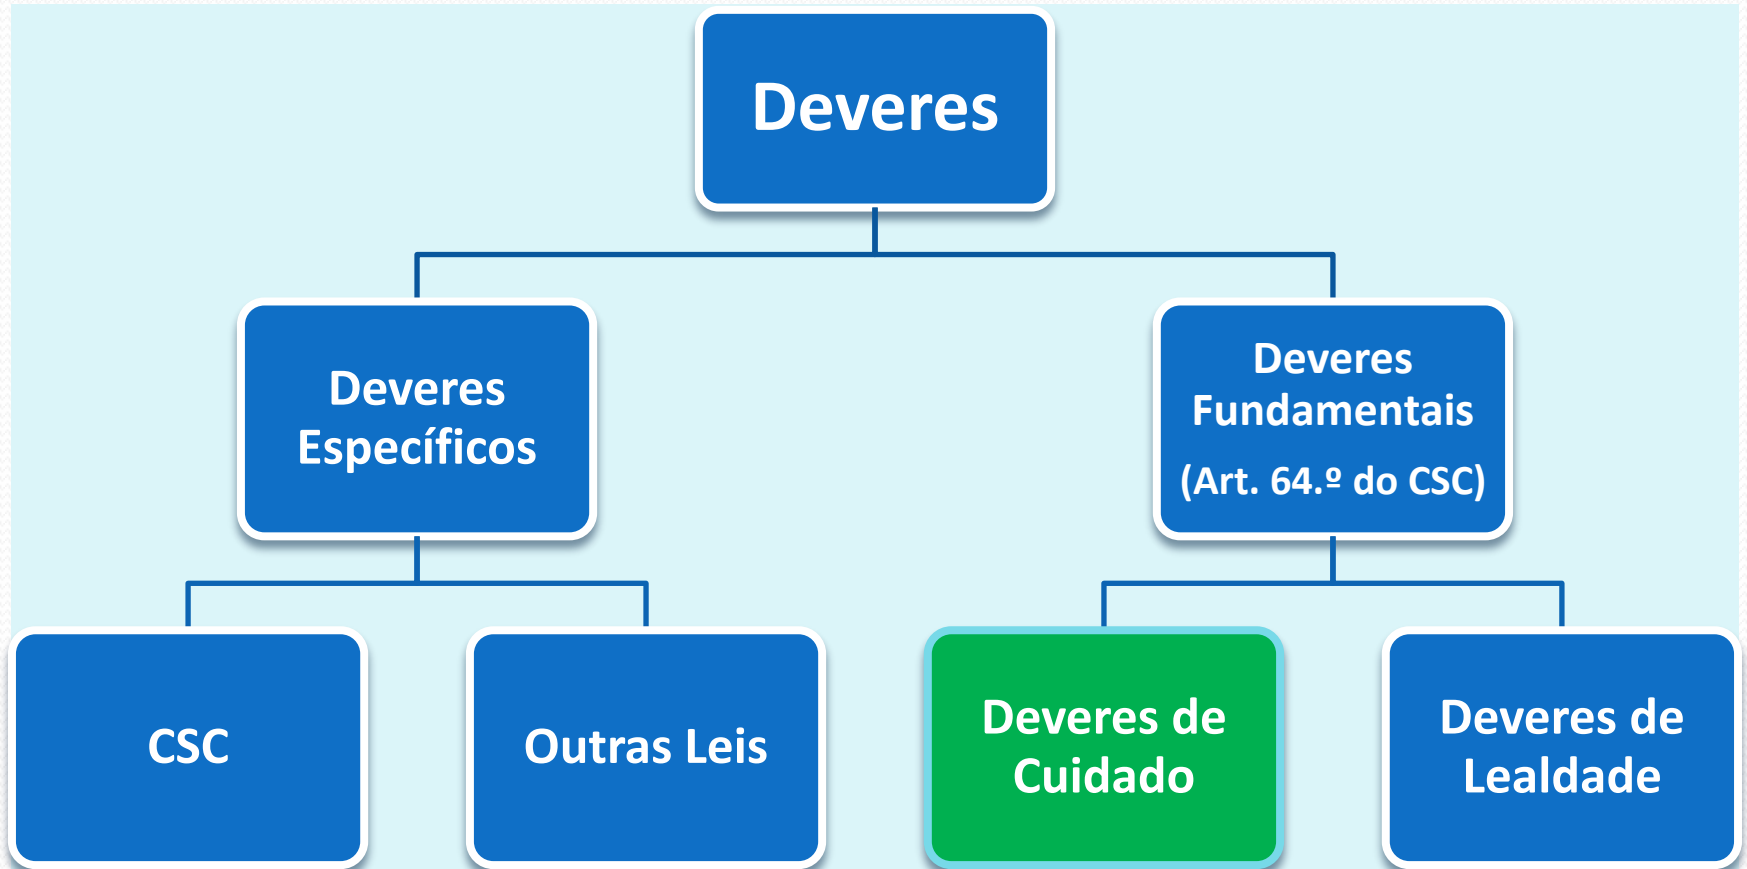 Deveres
Deveres
Específicos
Deveres
Fundamentais
(Art. 64.º do CSC)
CSC
Outras Leis
Deveres de
Cuidado
Deveres de
Lealdade